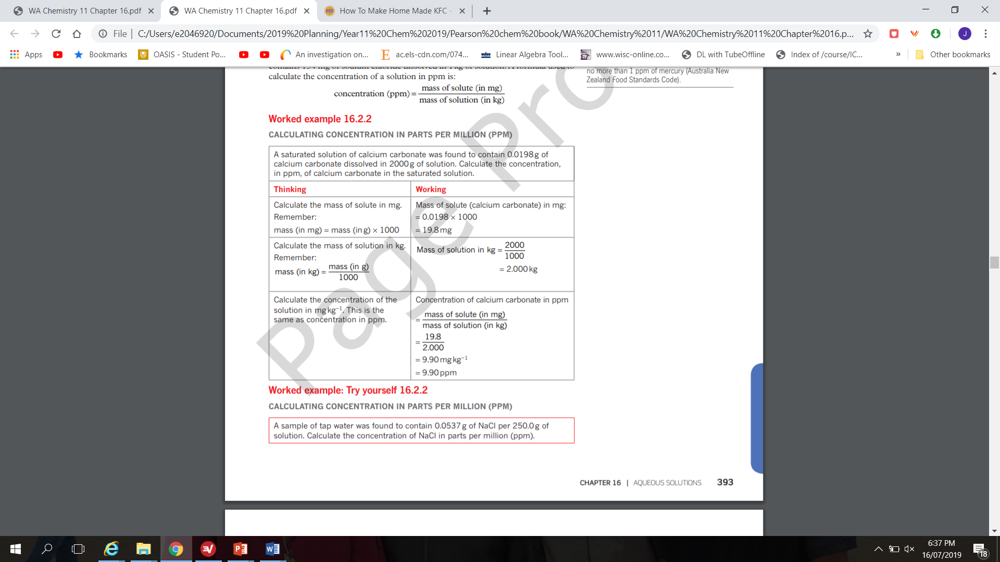 WA Chemistry 11 Chapter 16.pdf
WA Chemistry 11 Chapter 16.pdf
How To Make Home Made KFC -
File | C:/Users/e2046920/Documents/2019%20Planning/Year11%20Chem%202019/Pearson%20chem%20book/WA%20Chemistry%2011/WA%20Chemistry%2011%20Chapter%2016.p...
J
Apps
Bookmarks
OASIS - Student Po...
An investigation on...
ac.els-cdn.com/074...
Linear Algebra Tool...
www.wisc-online.co...
DL with TubeOffline
Index of /course/IC...
»
Other bookmarks
contains 154 mg of sodium chloride dissolved in 1 kg of solution. A formula used to
calculate the concentration of a solution in ppm is:
concentration (ppm) = mass of solute (in mg) / mass of solution (in kg)
no more than 1 ppm of mercury (Australia New
Zealand Food Standards Code).
Page Pro
Worked example 16.2.2
CALCULATING CONCENTRATION IN PARTS PER MILLION (PPM)
A saturated solution of calcium carbonate was found to contain 0.0198 g of
calcium carbonate dissolved in 2000 g of solution. Calculate the concentration,
in ppm, of calcium carbonate in the saturated solution.
Thinking
Working
Calculate the mass of solute in mg.
Remember:
mass (in mg) = mass (in g) × 1000
Mass of solute (calcium carbonate) in mg:
= 0.0198 × 1000
= 19.8 mg
Calculate the mass of solution in kg.
Remember:
mass (in kg) = mass (in g) / 1000
Mass of solution in kg = 2000 / 1000
= 2.000 kg
Calculate the concentration of the
solution in mg kg⁻¹. This is the
same as concentration in ppm.
Concentration of calcium carbonate in ppm
= mass of solute (in mg) / mass of solution (in kg)
= 19.8 / 2.000
= 9.90 mg kg⁻¹
= 9.90 ppm
Worked example: Try yourself 16.2.2
CALCULATING CONCENTRATION IN PARTS PER MILLION (PPM)
A sample of tap water was found to contain 0.0537 g of NaCl per 250.0 g of
solution. Calculate the concentration of NaCl in parts per million (ppm).
CHAPTER 16 | AQUEOUS SOLUTIONS 393
6:37 PM
16/07/2019
18